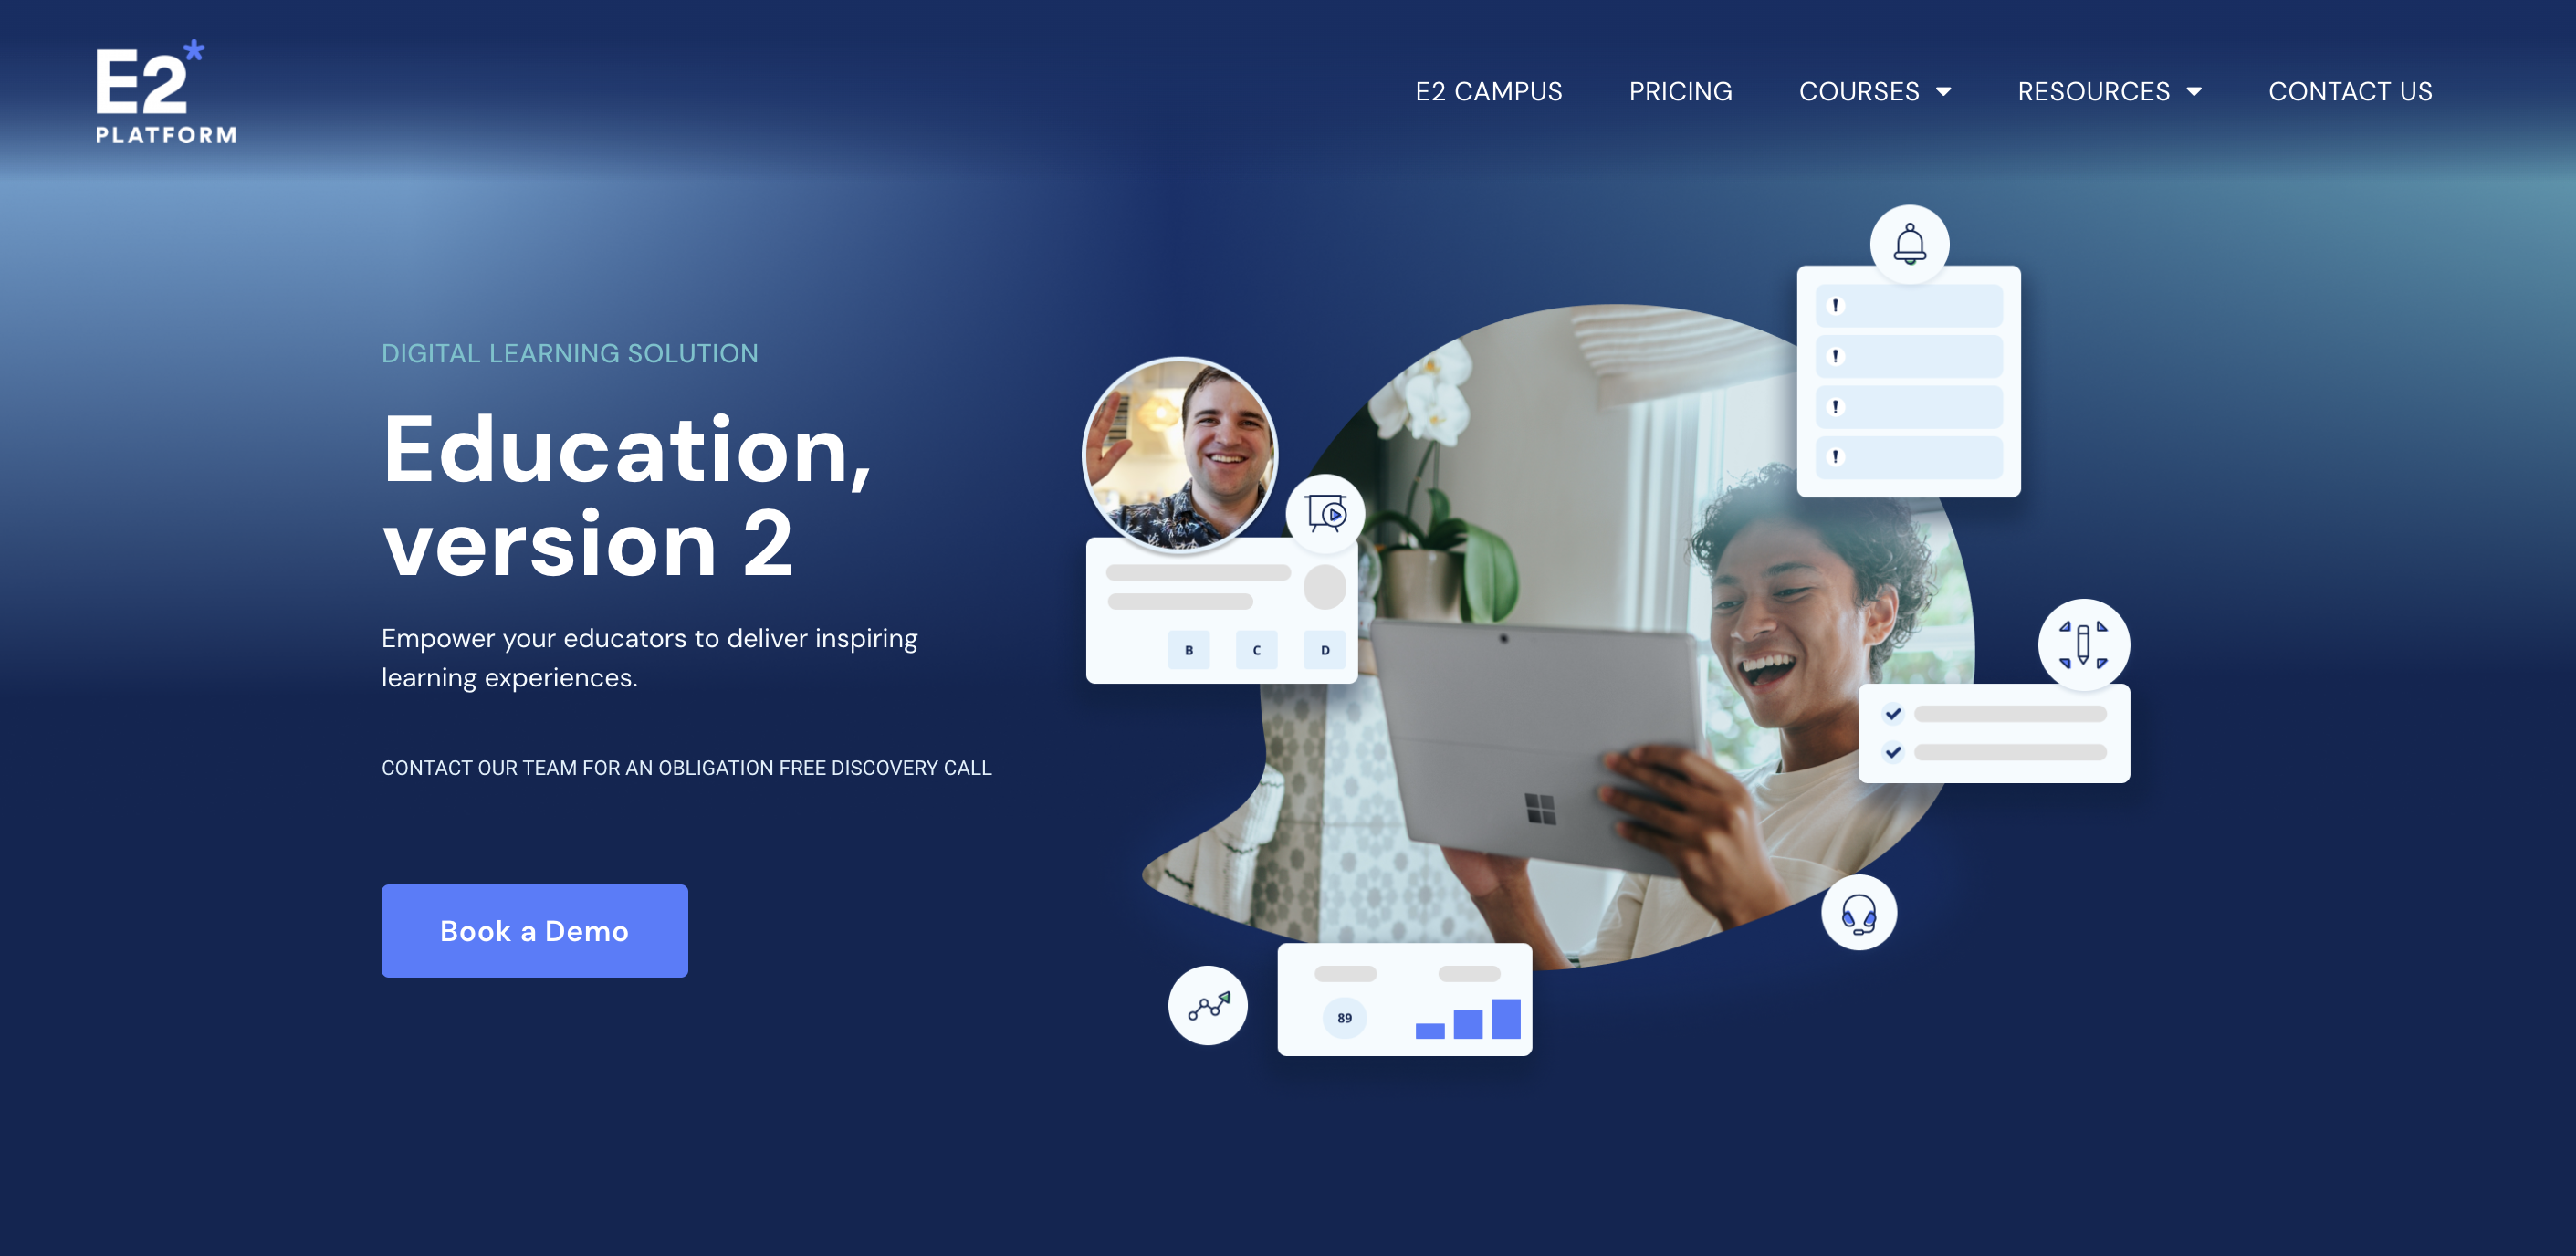 E2*
PLATFORM
E2 CAMPUS
PRICING
COURSES
RESOURCES
CONTACT US
DIGITAL LEARNING SOLUTION
Education,
version 2
Empower your educators to deliver inspiring
learning experiences.
CONTACT OUR TEAM FOR AN OBLIGATION FREE DISCOVERY CALL
Book a Demo
!
!
!
!
B C D
89